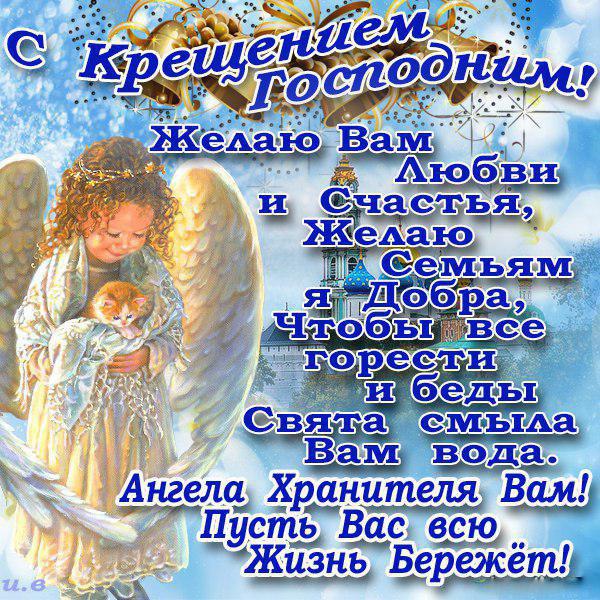 С Крещением
Господним!
Желаю Вам
Любви
и Счастья,
Желаю
Семьям
я Добра,
Чтобы все
горести
и беды
Свята смыла
Вам вода.
Ангела Хранителя Вам!
Пусть Вас всю
Жизнь Бережёт!
и.в